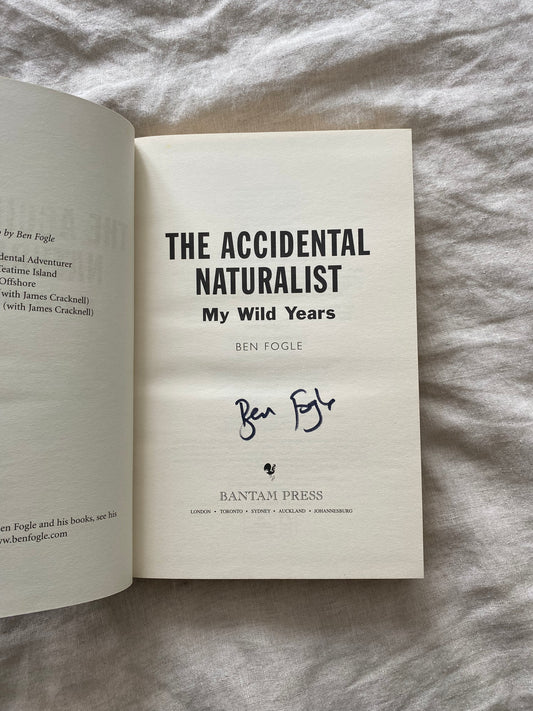 by Ben Fogle
dental Adventurer
Teatime Island
Offshore
with James Cracknell)
(with James Cracknell)
en Fogle and his books, see his
www.benfogle.com
THE ACCIDENTAL
NATURALIST
My Wild Years
BEN FOGLE
Ben Fogle
BANTAM PRESS
LONDON • TORONTO • SYDNEY • AUCKLAND • JOHANNESBURG